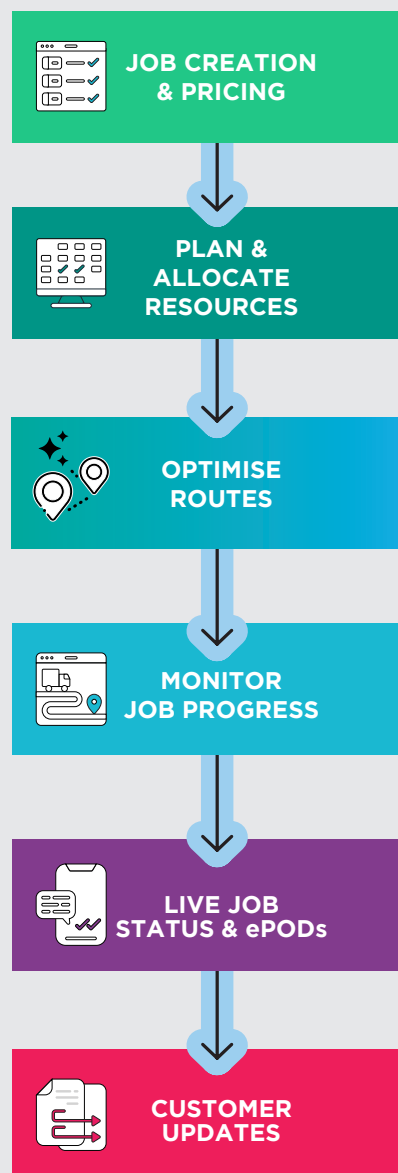 JOB CREATION
& PRICING
PLAN &
ALLOCATE
RESOURCES
OPTIMISE
ROUTES
MONITOR
JOB PROGRESS
LIVE JOB
STATUS & ePODs
CUSTOMER
UPDATES